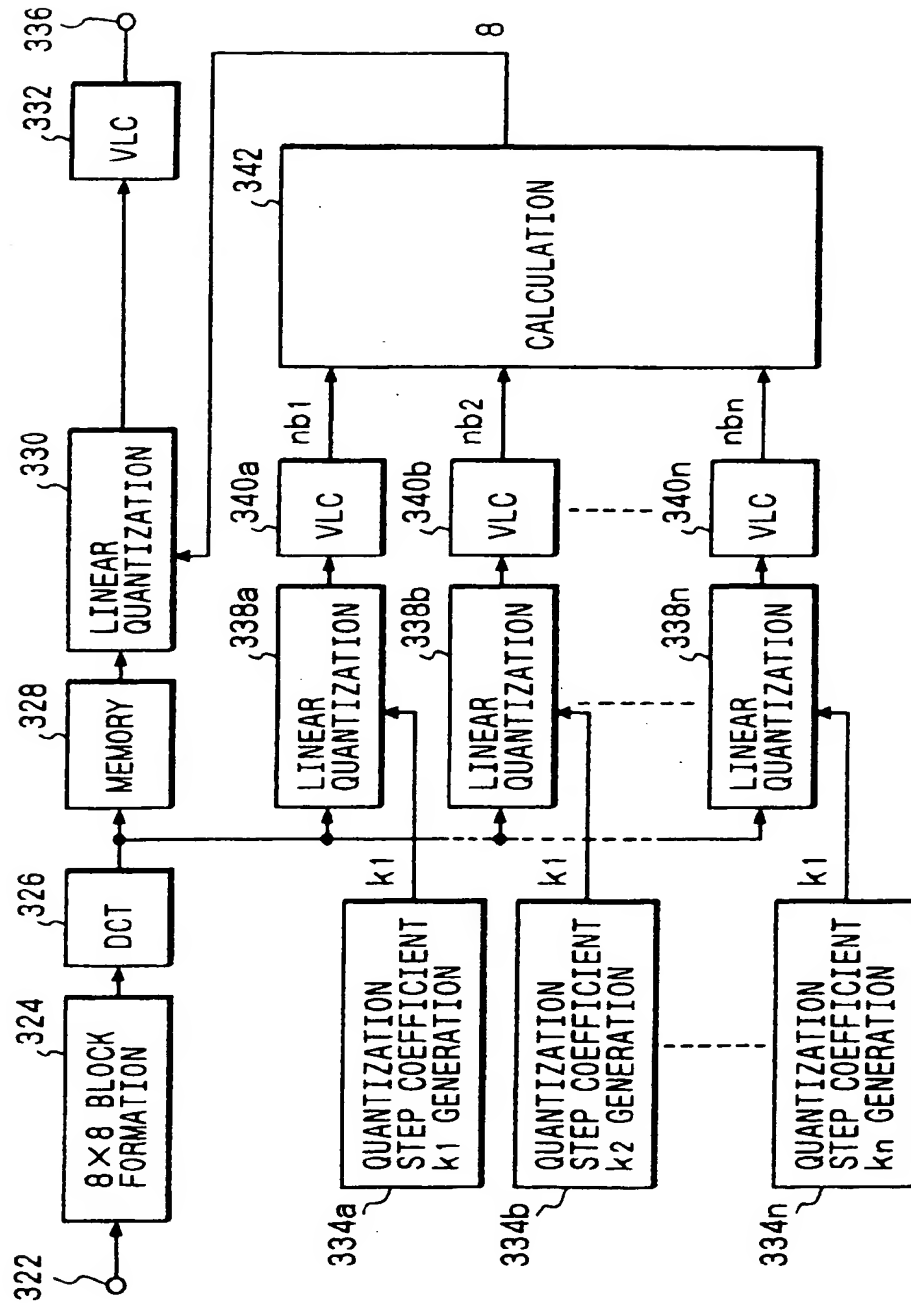 322
324
8×8 BLOCK
FORMATION
326
DCT
328
MEMORY
330
LINEAR
QUANTIZATION
332
VLC
336
334a
QUANTIZATION
STEP COEFFICIENT
k1 GENERATION
k1
338a
LINEAR
QUANTIZATION
340a
VLC
nb1
334b
QUANTIZATION
STEP COEFFICIENT
k2 GENERATION
k1
338b
LINEAR
QUANTIZATION
340b
VLC
nb2
334n
QUANTIZATION
STEP COEFFICIENT
kn GENERATION
k1
338n
LINEAR
QUANTIZATION
340n
VLC
nbn
342
CALCULATION
8